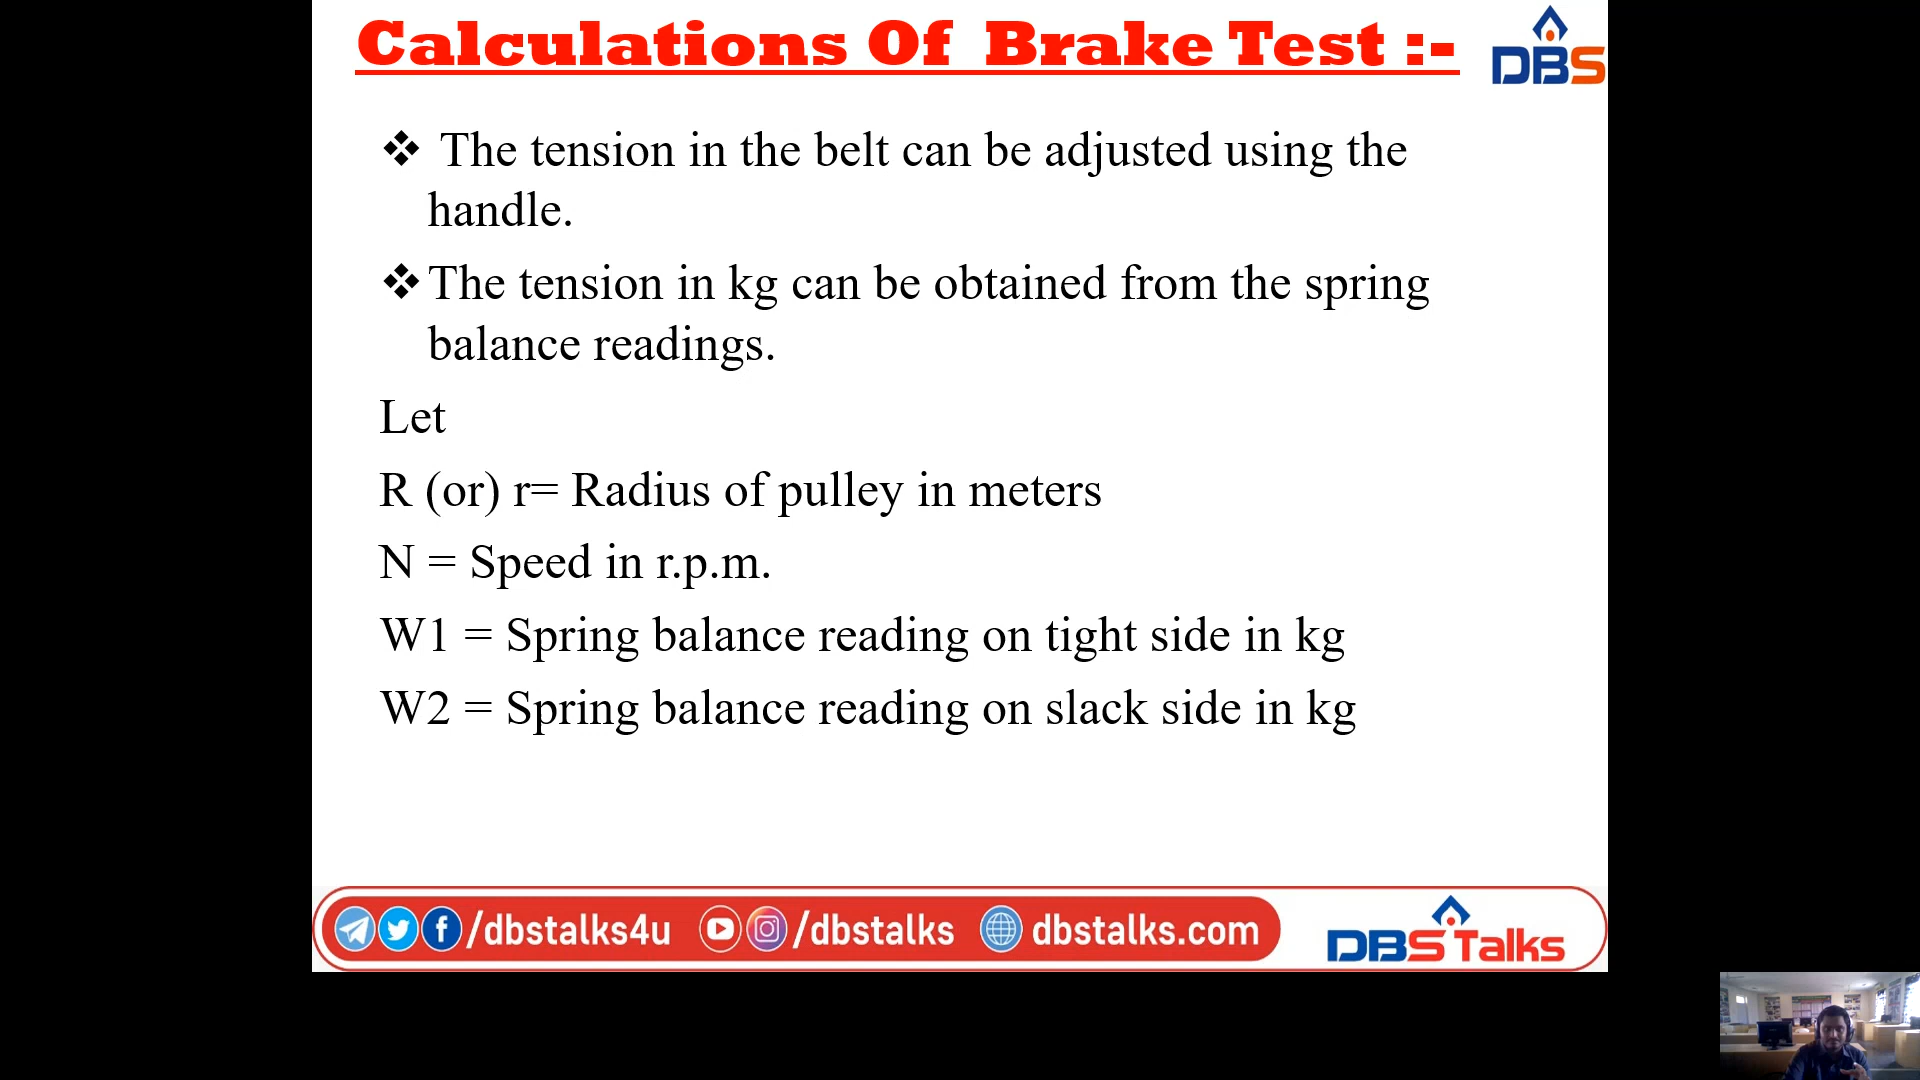 Calculations Of Brake Test :-
DBS
❖ The tension in the belt can be adjusted using the
handle.
❖The tension in kg can be obtained from the spring
balance readings.
Let
R (or) r= Radius of pulley in meters
N = Speed in r.p.m.
W1 = Spring balance reading on tight side in kg
W2 = Spring balance reading on slack side in kg
/dbstalks4u /dbstalks dbstalks.com DBS Talks